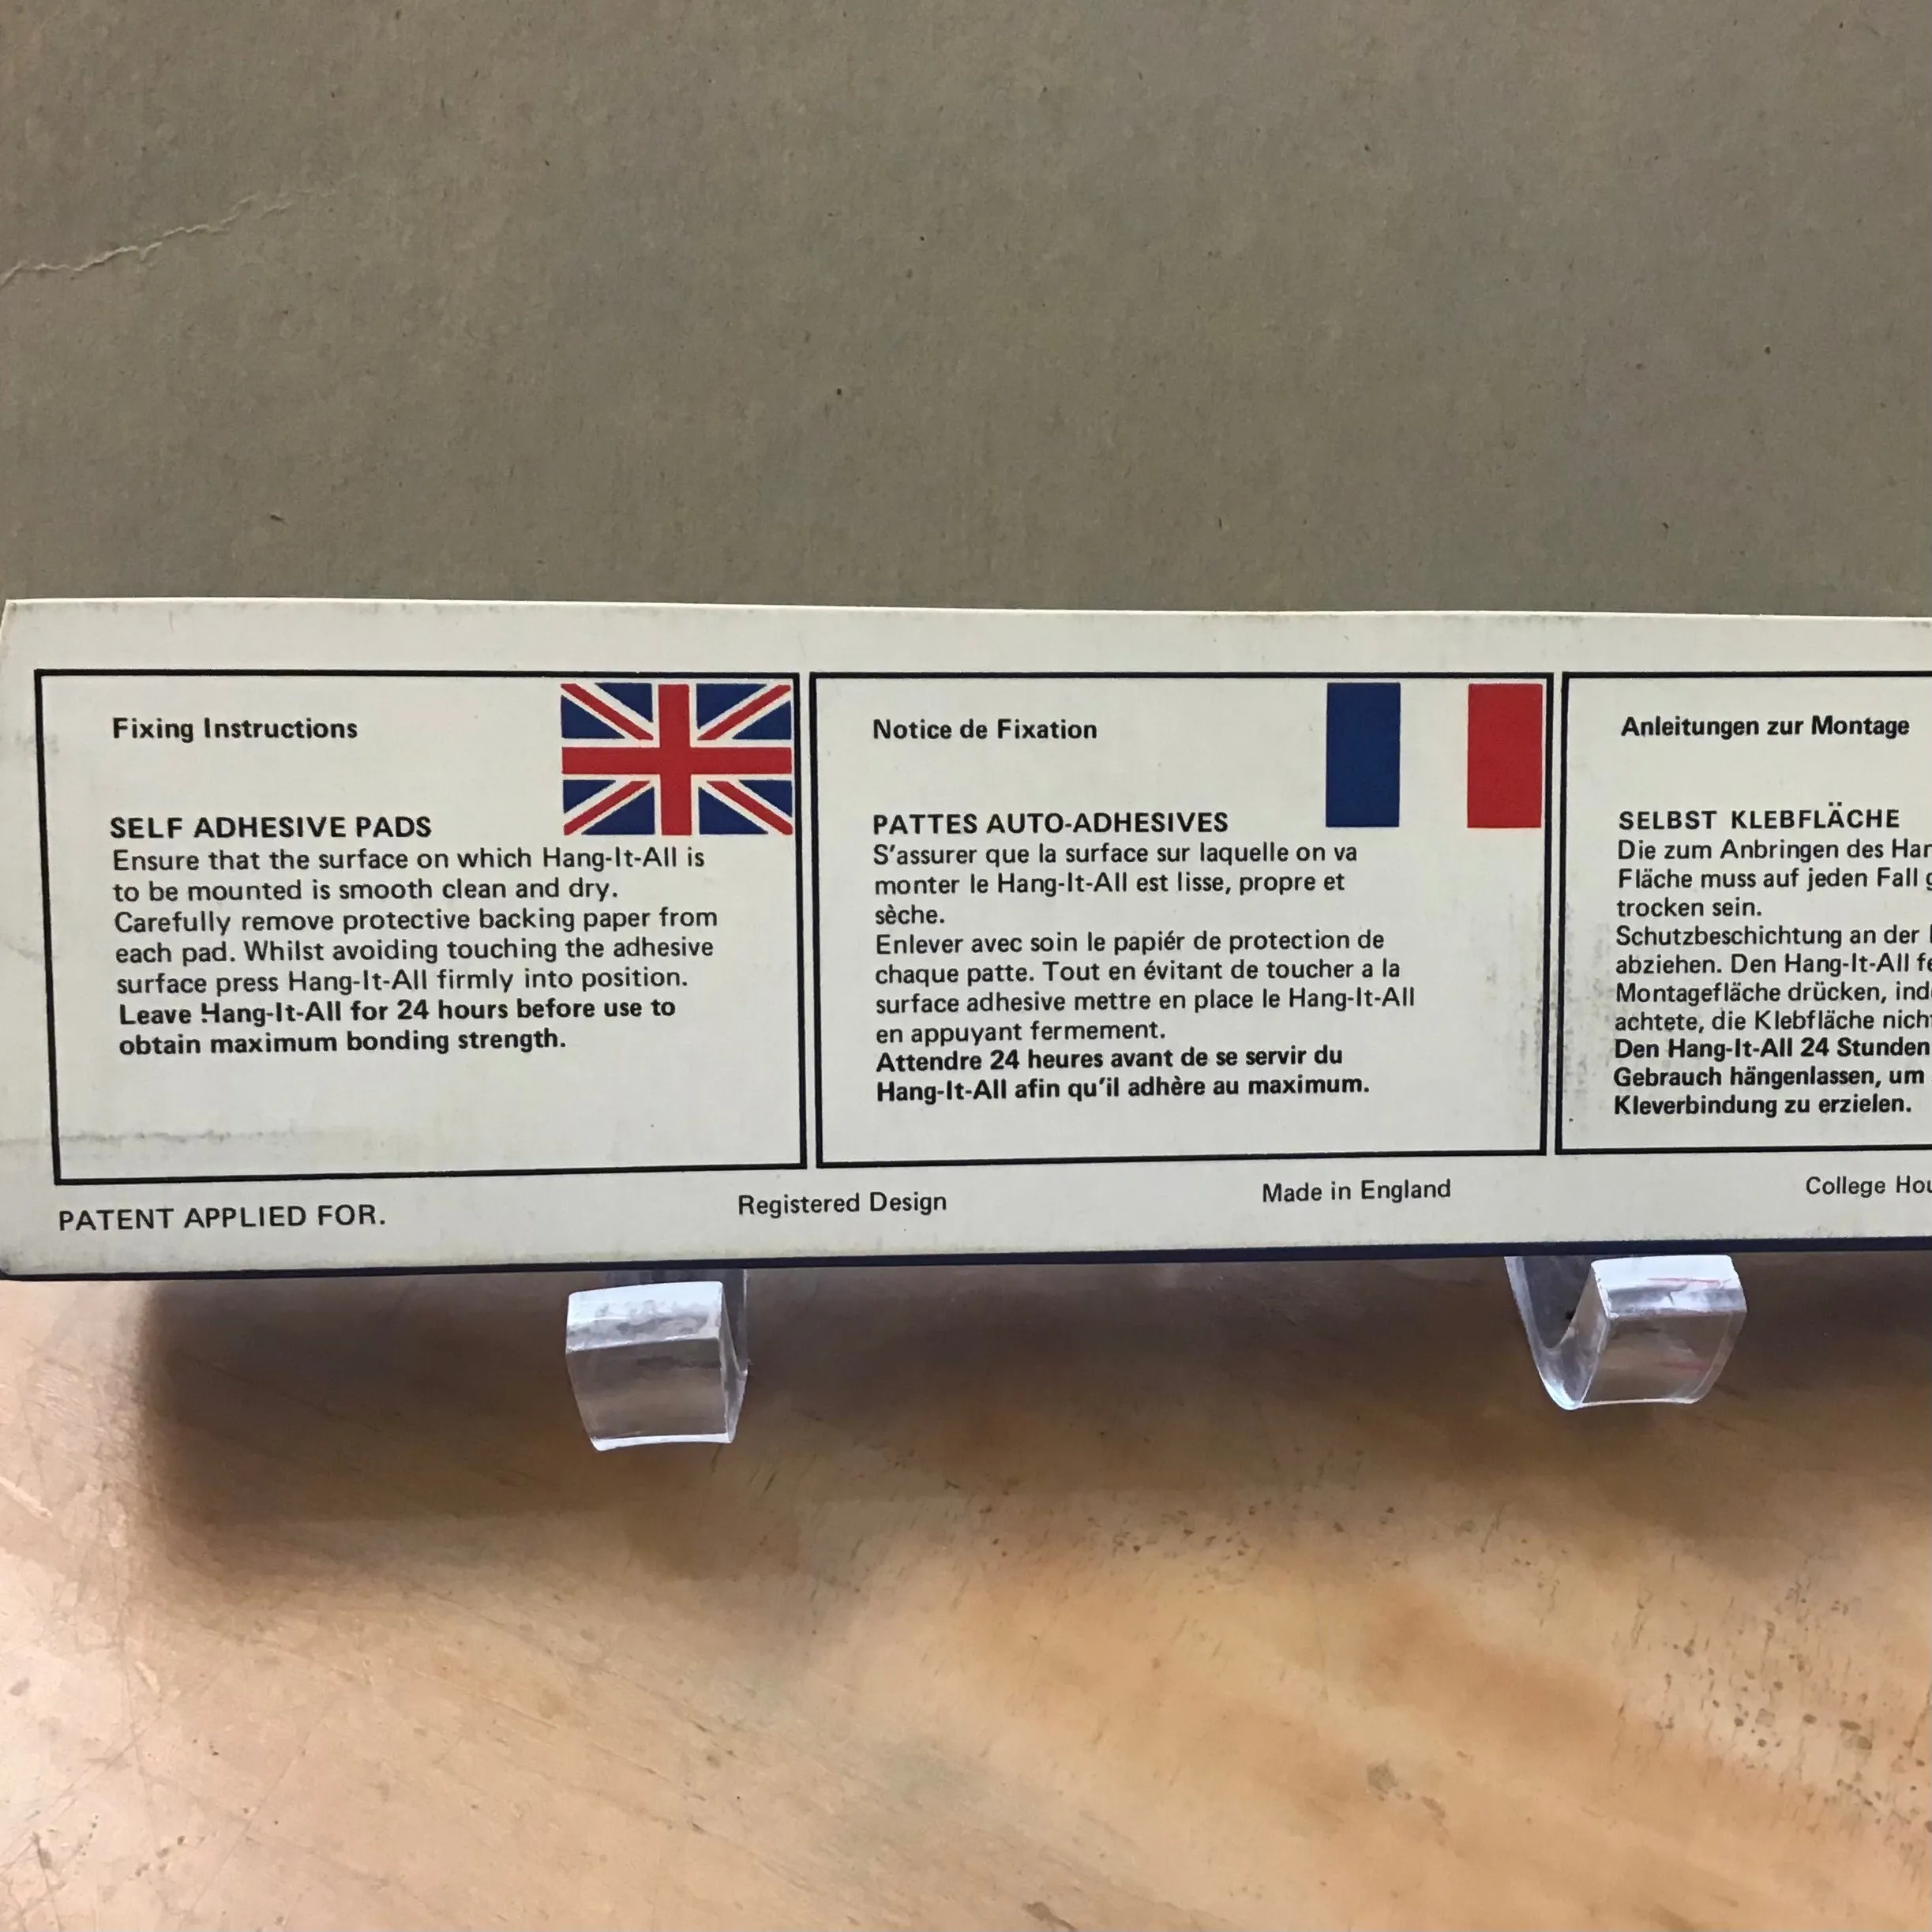 Fixing Instructions
SELF ADHESIVE PADS
Ensure that the surface on which Hang-It-All is
to be mounted is smooth clean and dry.
Carefully remove protective backing paper from
each pad. Whilst avoiding touching the adhesive
surface press Hang-It-All firmly into position.
Leave Hang-It-All for 24 hours before use to
obtain maximum bonding strength.
Notice de Fixation
PATTES AUTO-ADHESIVES
S'assurer que la surface sur laquelle on va
monter le Hang-It-All est lisse, propre et
sèche.
Enlever avec soin le papiér de protection de
chaque patte. Tout en évitant de toucher a la
surface adhesive mettre en place le Hang-It-All
en appuyant fermement.
Attendre 24 heures avant de se servir du
Hang-It-All afin qu'il adhère au maximum.
Anleitungen zur Montage
SELBST KLEBFLÄCHE
Die zum Anbringen des
Fläche muss auf jeden Fall
trocken sein.
Schutzbeschichtung an der
abziehen. Den Hang-It-All
Montagefläche drücken,
achtete, die Klebfläche
Den Hang-It-All 24 Stunden
Gebrauch hängenlassen, um
Kleverbindung zu erzielen.
PATENT APPLIED FOR.
Registered Design
Made in England
College